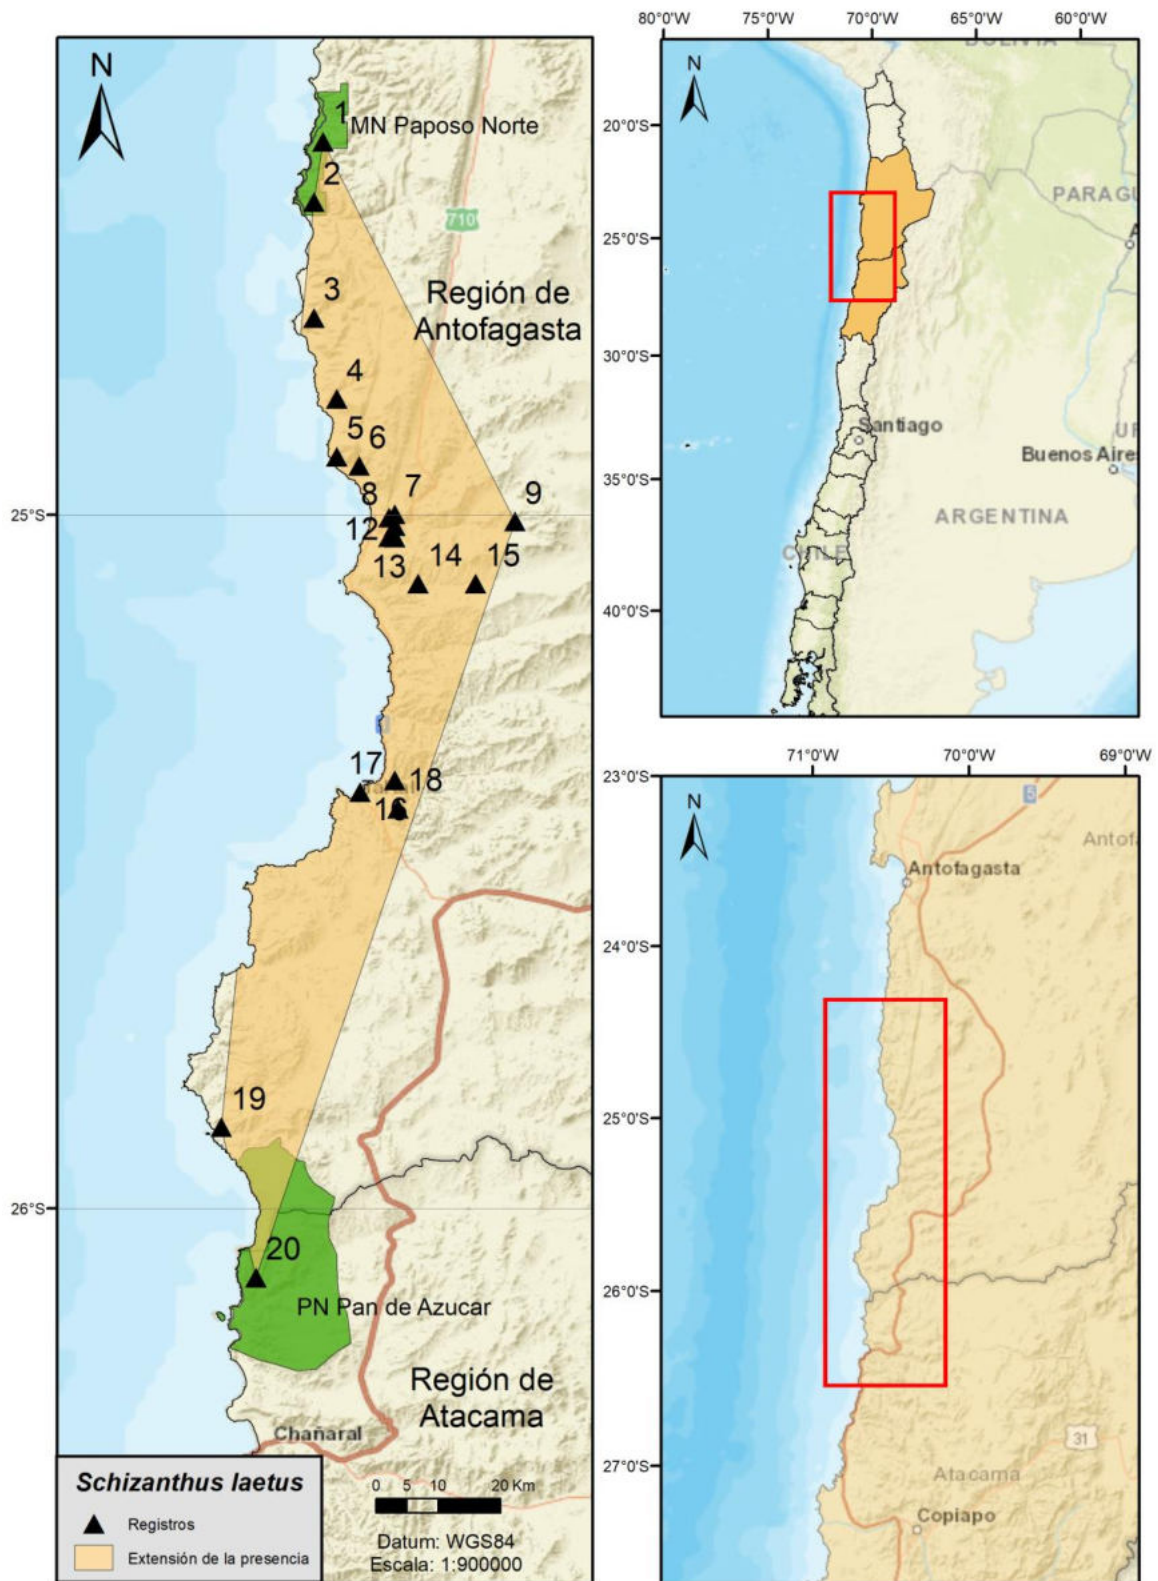 N
1
MN Paposo Norte
2
710
Región de
Antofagasta
3
4
5
6
7
8
9
25°S
12
13
14
15
17
18
16
19
26°S
20
PN Pan de Azucar
Región de
Atacama
Chañaral
Schizanthus laetus
Registros
Extensión de la presencia
0 5 10 20 Km
Datum: WGS84
Escala: 1:900000
80°0'W 75°0'W 70°0'W 65°0'W 60°0'W
BOLIVIA
N
20°0'S
PARAGU
25°0'S
A
30°0'S
Santiago
UR
Buenos Aire
35°0'S
ARGENTINA
CHILE
40°0'S
71°0'W 70°0'W 69°0'W
23°0'S
N
5
Antofa
Antofagasta
24°0'S
25°0'S
26°0'S
31
27°0'S
Atacama
Copiapo